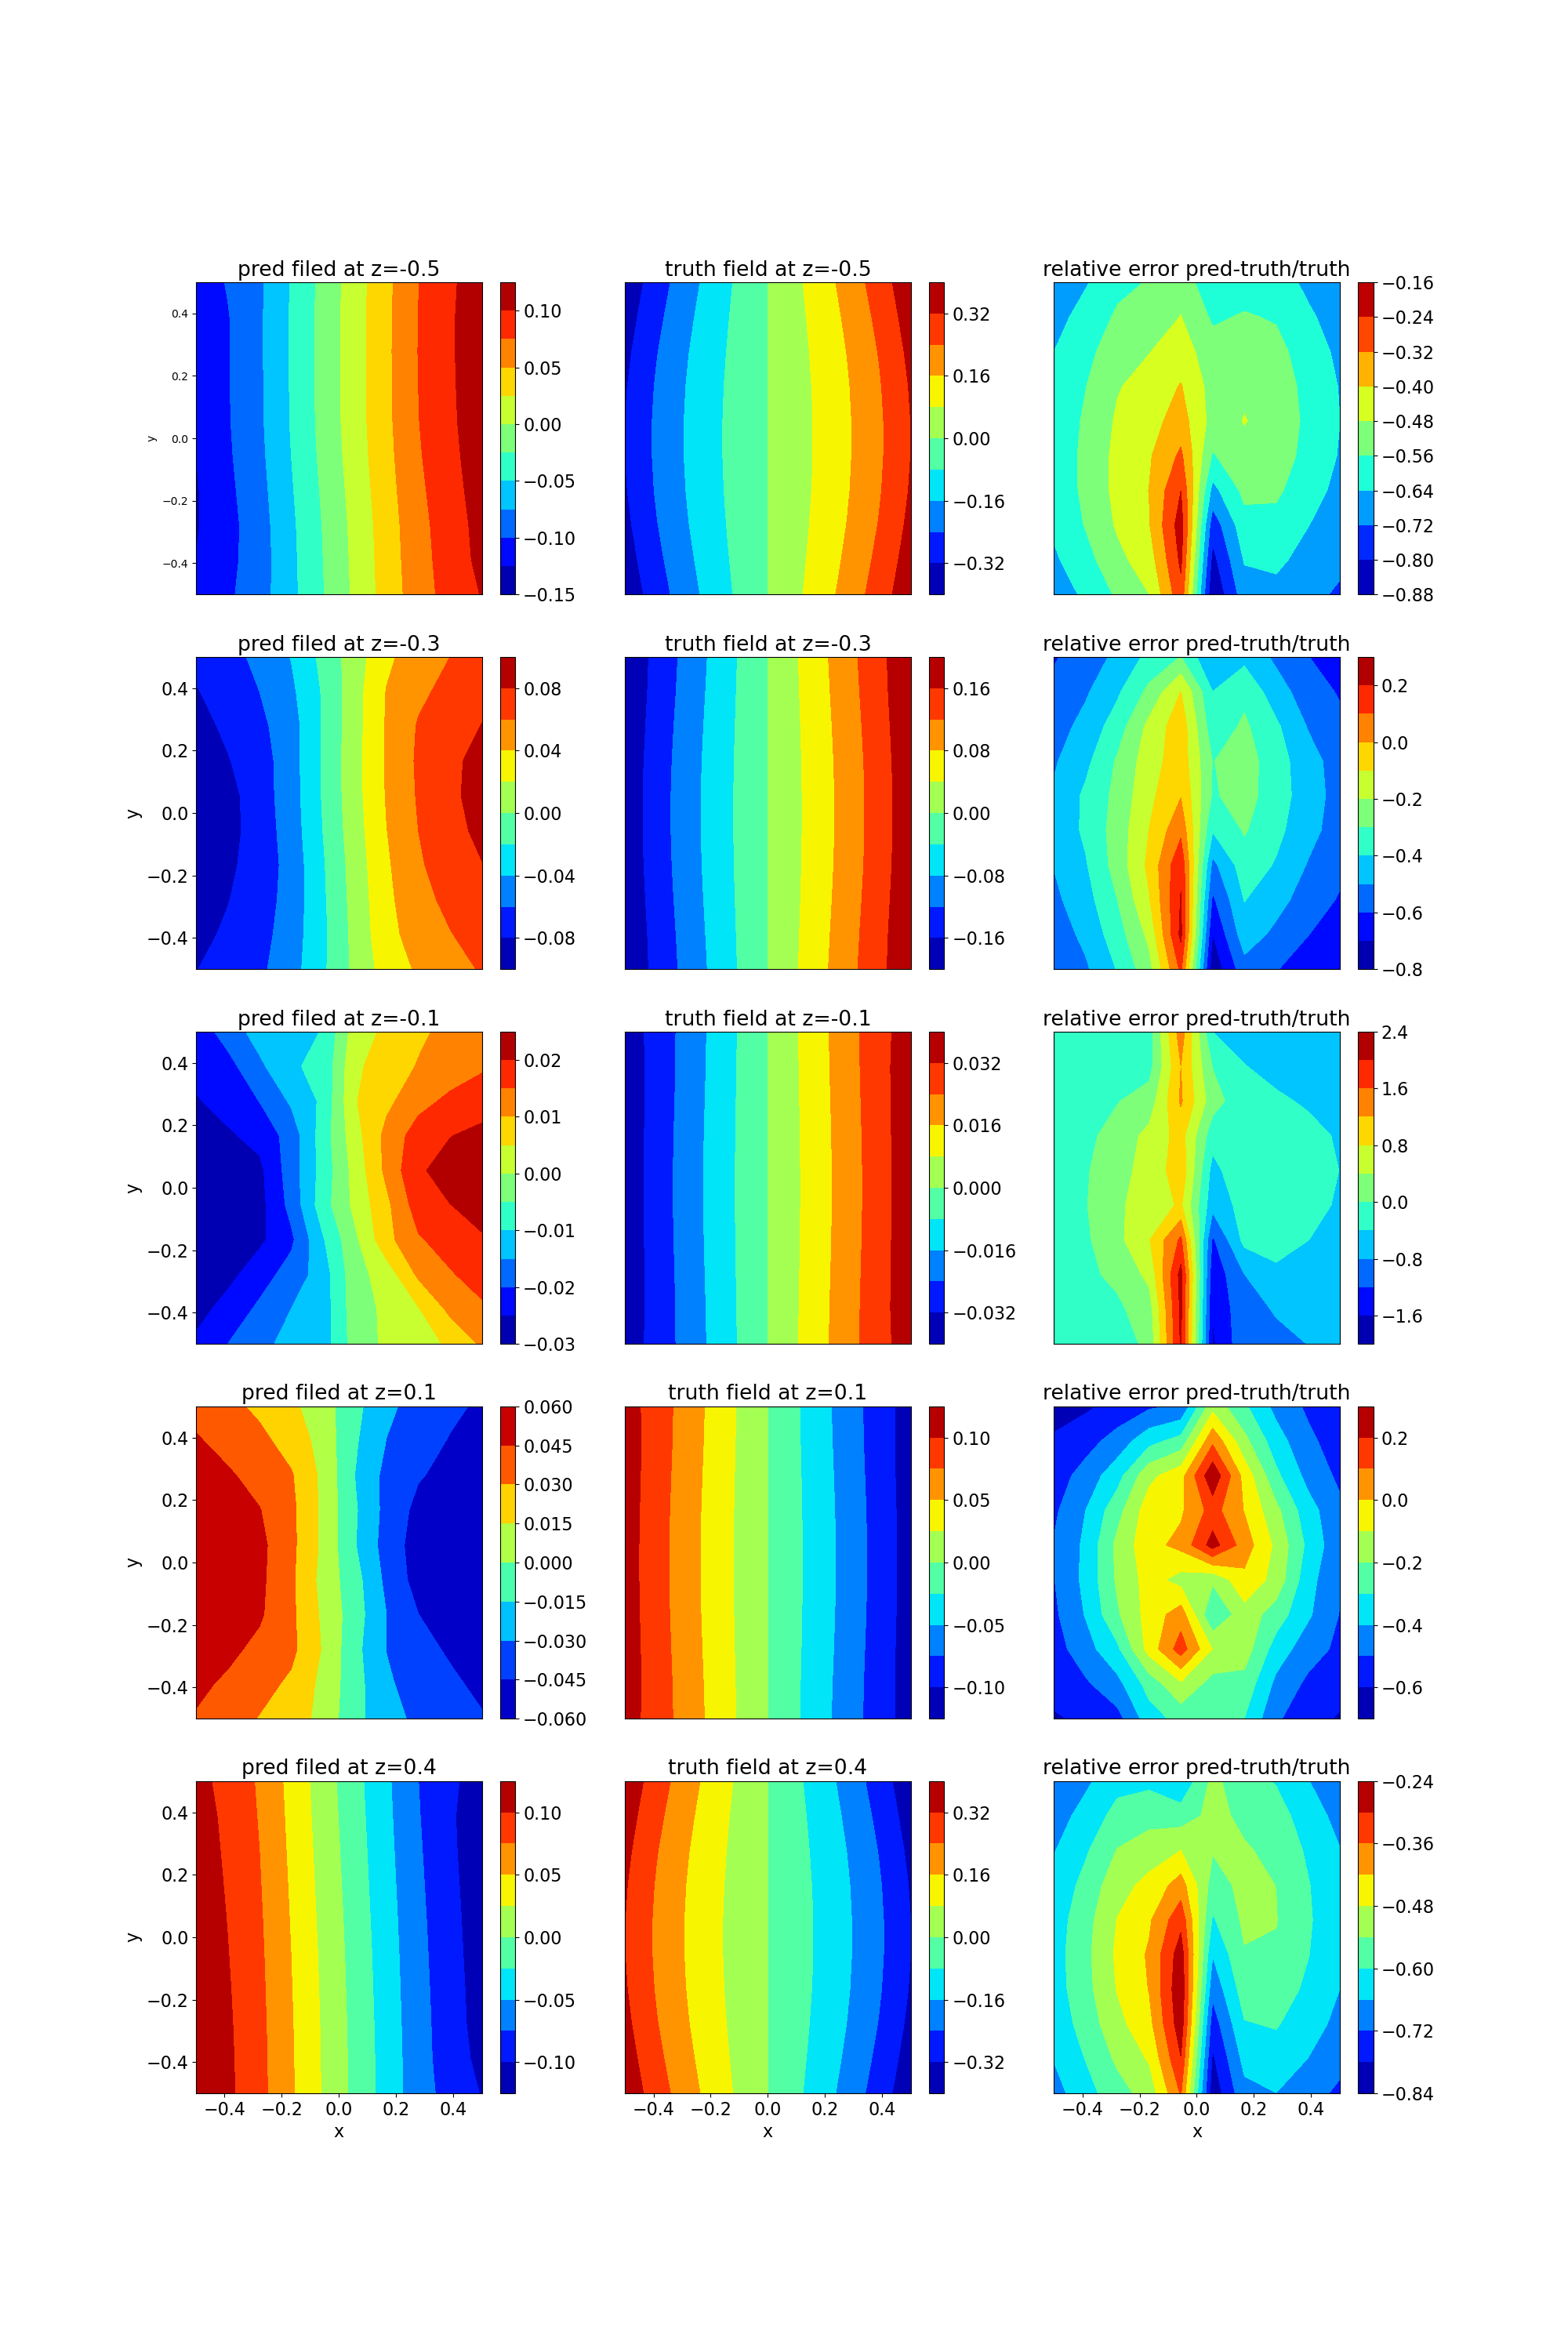 pred filed at z=-0.5 truth field at z=-0.5 relative error pred-truth/truth
0.4 0.2 0.0 −0.2 −0.4
y
0.10 0.05 0.00 −0.05 −0.10 −0.15
0.32 0.16 0.00 −0.16 −0.32
−0.16 −0.24 −0.32 −0.40 −0.48 −0.56 −0.64 −0.72 −0.80 −0.88
pred filed at z=-0.3 truth field at z=-0.3 relative error pred-truth/truth
0.4 0.2 0.0 −0.2 −0.4
y
0.08 0.04 0.00 −0.04 −0.08
0.16 0.08 0.00 −0.08 −0.16
0.2 0.0 −0.2 −0.4 −0.6 −0.8
pred filed at z=-0.1 truth field at z=-0.1 relative error pred-truth/truth
0.4 0.2 0.0 −0.2 −0.4
y
0.02 0.01 0.00 −0.01 −0.02 −0.03
0.032 0.016 0.000 −0.016 −0.032
2.4 1.6 0.8 0.0 −0.8 −1.6
pred filed at z=0.1 truth field at z=0.1 relative error pred-truth/truth
0.4 0.2 0.0 −0.2 −0.4
y
0.060 0.045 0.030 0.015 0.000 −0.015 −0.030 −0.045 −0.060
0.10 0.05 0.00 −0.05 −0.10
0.2 0.0 −0.2 −0.4 −0.6
pred filed at z=0.4 truth field at z=0.4 relative error pred-truth/truth
0.4 0.2 0.0 −0.2 −0.4
y
0.10 0.05 0.00 −0.05 −0.10
0.32 0.16 0.00 −0.16 −0.32
−0.24 −0.36 −0.48 −0.60 −0.72 −0.84
−0.4 −0.2 0.0 0.2 0.4 −0.4 −0.2 0.0 0.2 0.4 −0.4 −0.2 0.0 0.2 0.4
x x x